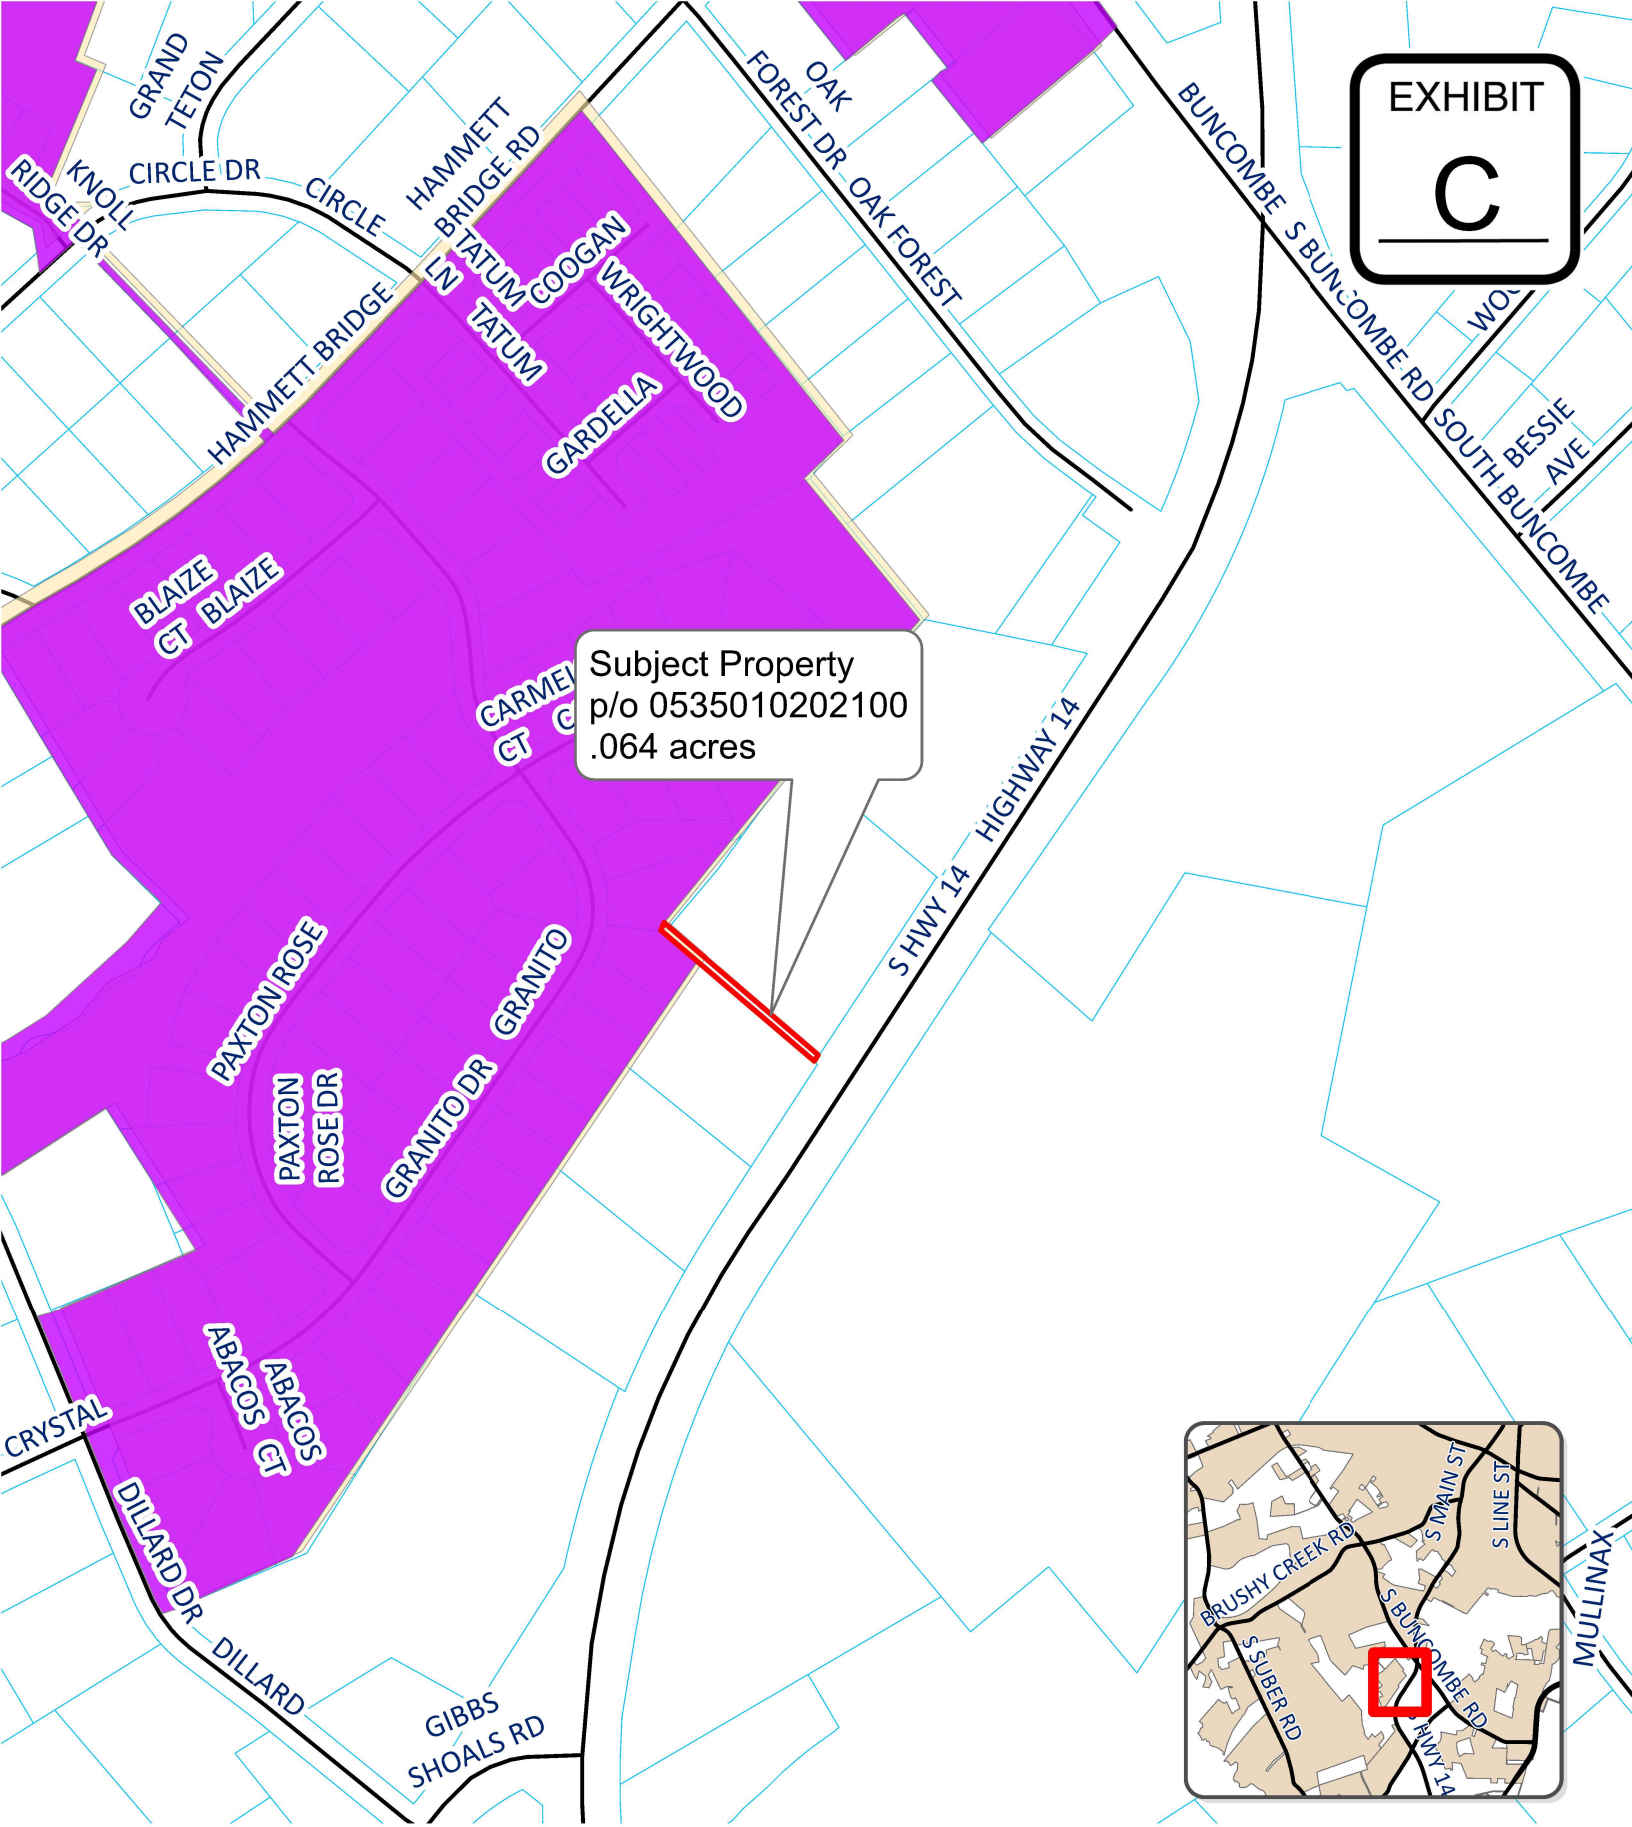 GRAND
TETON
CIRCLE DR
CIRCLE
KNOLL
RIDGE DR
HAMMETT
BRIDGE RD
HAMMETT BRIDGE
TATUM
LN
TATUM
COOGAN
WRIGHTWOOD
GARDELLA
OAK
FOREST DR
OAK FOREST
BUNCOMBE
S BUNCOMBE RD
SOUTH BUNCOMBE
BESSIE
AVE
EXHIBIT
C
BLAIZE
CT
BLAIZE
CT
Subject Property
p/o 0535010202100
.064 acres
HIGHWAY 14
S HWY 14
PAXTON ROSE
PAXTON
ROSE DR
GRANITO
GRANITO DR
ABACOS
ABACOS
CT
CRYSTAL
DILLARD DR
DILLARD
GIBBS
SHOALS RD
MULLINAX
S MAIN ST
S LINE ST
BRUSHY CREEK RD
S BUNCOMBE RD
S SUBER RD
S HWY 14